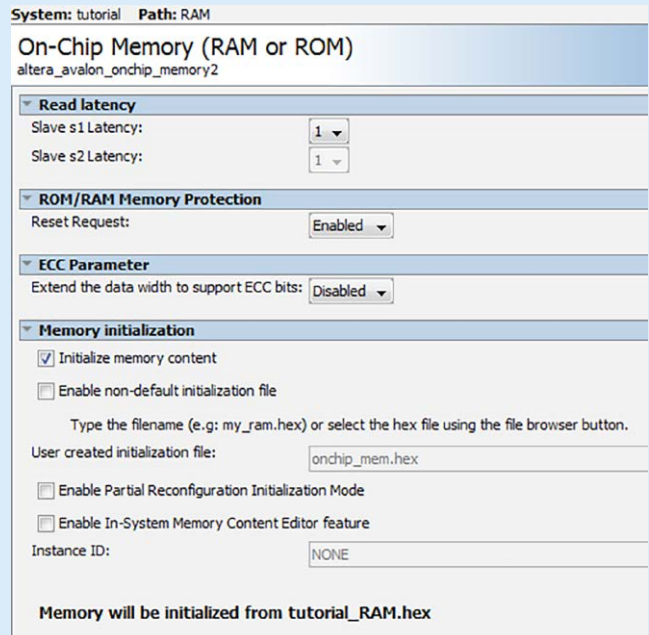 System: tutorial Path: RAM
On-Chip Memory (RAM or ROM)
altera_avalon_onchip_memory2
Read latency
Slave s1 Latency: 1
Slave s2 Latency: 1
ROM/RAM Memory Protection
Reset Request: Enabled
ECC Parameter
Extend the data width to support ECC bits: Disabled
Memory initialization
Initialize memory content
Enable non-default initialization file
Type the filename (e.g: my_ram.hex) or select the hex file using the file browser button.
User created initialization file: onchip_mem.hex
Enable Partial Reconfiguration Initialization Mode
Enable In-System Memory Content Editor feature
Instance ID: NONE
Memory will be initialized from tutorial_RAM.hex